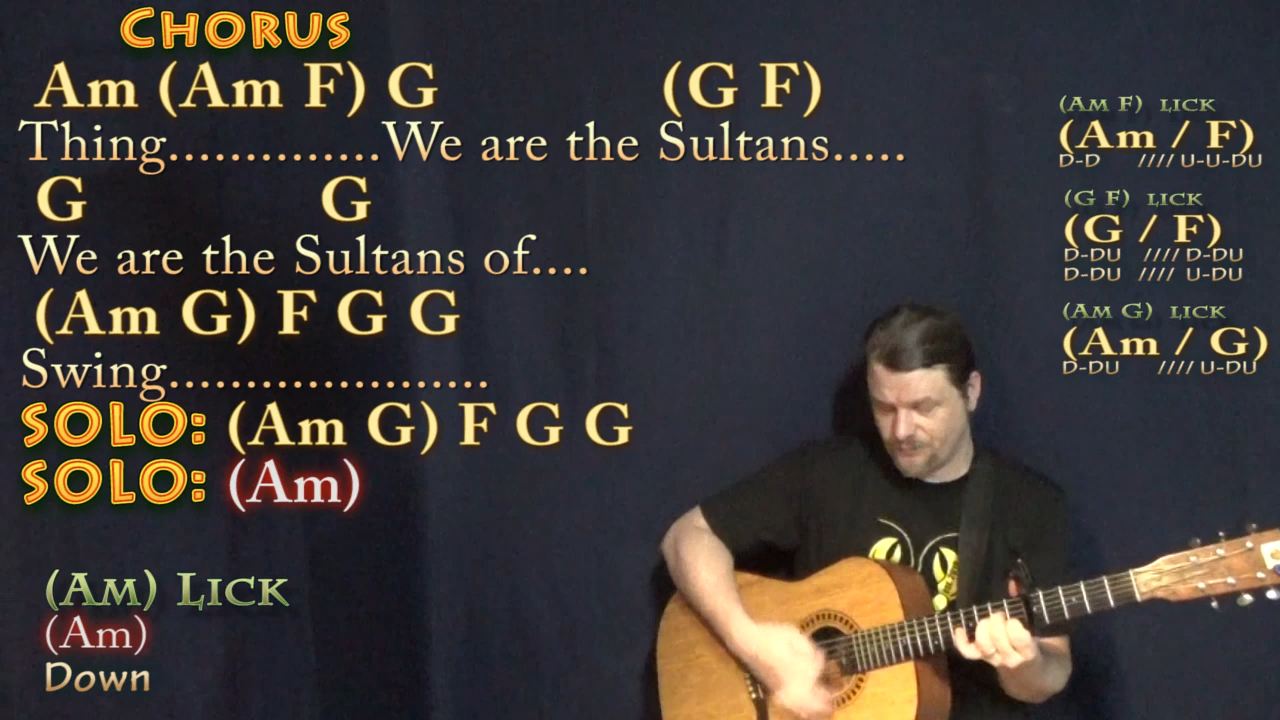 CHORUS
Am (Am F) G (G F)
Thing..............We are the Sultans.....
G G
We are the Sultans of....
(Am G) F G G
Swing.....................
SOLO: (Am G) F G G
SOLO: (Am)
(AM) LICK
(Am)
Down
(AM F) LICK
(Am / F)
D-D //// U-U-DU
(G F) LICK
(G / F)
D-DU //// D-DU
D-DU //// U-DU
(AM G) LICK
(Am / G)
D-DU //// U-DU